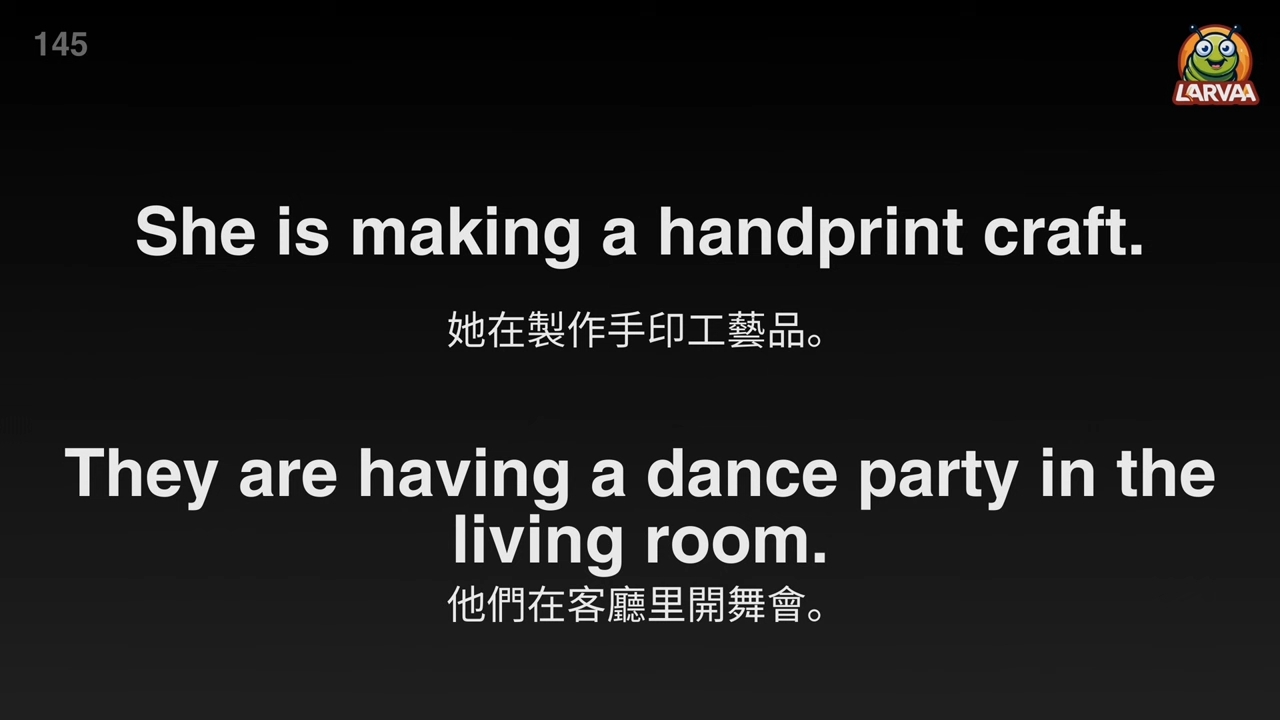 145
LARVAA
She is making a handprint craft.
她在製作手印工藝品。
They are having a dance party in the
living room.
他們在客廳里開舞會。